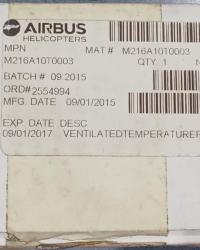 AIRBUS
HELICOPTERS
MPN MAT # M216A10T0003
M216A10T0003 QTY 1 N
BATCH # 09.2015
ORD# 2554994
MFG. DATE 09/01/2015
EXP. DATE DESC
09/01/2017 VENTILATEDTEMPERATUREP